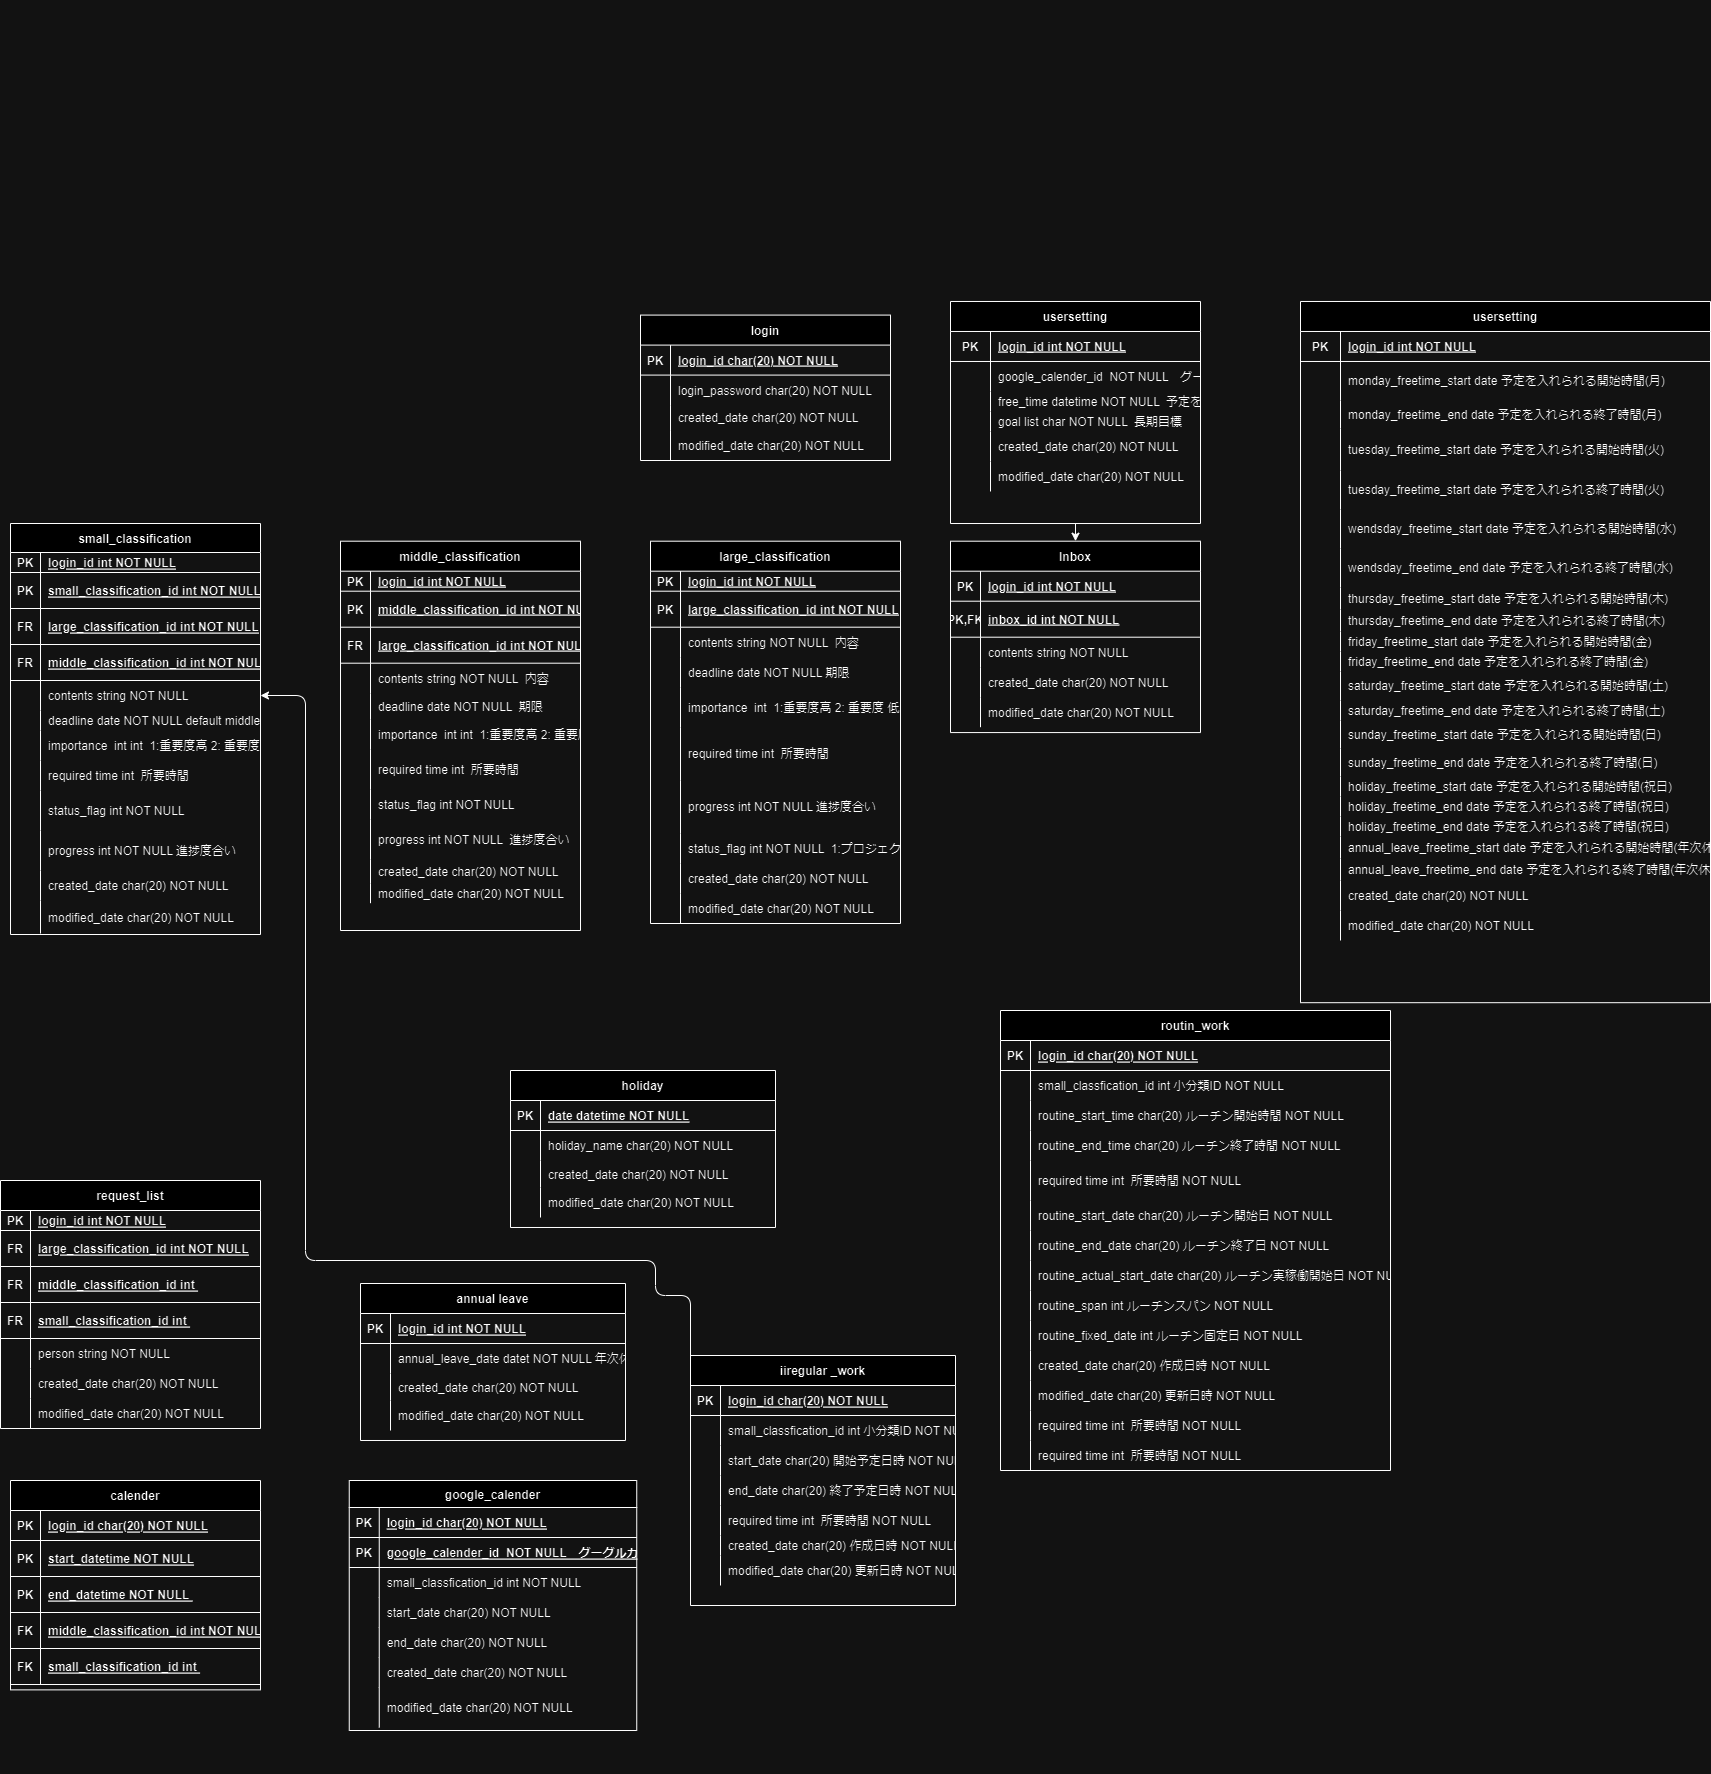 login
PK login_id char(20) NOT NULL
login_password char(20) NOT NULL
created_date char(20) NOT NULL
modified_date char(20) NOT NULL
usersetting
PK login_id int NOT NULL
google_calender_id  NOT NULL　グー
free_time datetime NOT NULL  予定を
goal list char NOT NULL  長期目標
created_date char(20) NOT NULL
modified_date char(20) NOT NULL
usersetting
PK login_id int NOT NULL
monday_freetime_start date 予定を入れられる開始時間(月)
monday_freetime_end date 予定を入れられる終了時間(月)
tuesday_freetime_start date 予定を入れられる開始時間(火)
tuesday_freetime_start date 予定を入れられる終了時間(火)
wendsday_freetime_start date 予定を入れられる開始時間(水)
wendsday_freetime_end date 予定を入れられる終了時間(水)
thursday_freetime_start date 予定を入れられる開始時間(木)
thursday_freetime_end date 予定を入れられる終了時間(木)
friday_freetime_start date 予定を入れられる開始時間(金)
friday_freetime_end date 予定を入れられる終了時間(金)
saturday_freetime_start date 予定を入れられる開始時間(土)
saturday_freetime_end date 予定を入れられる終了時間(土)
sunday_freetime_start date 予定を入れられる開始時間(日)
sunday_freetime_end date 予定を入れられる終了時間(日)
holiday_freetime_start date 予定を入れられる開始時間(祝日)
holiday_freetime_end date 予定を入れられる終了時間(祝日)
holiday_freetime_end date 予定を入れられる終了時間(祝日)
annual_leave_freetime_start date 予定を入れられる開始時間(年次休
annual_leave_freetime_end date 予定を入れられる終了時間(年次休
created_date char(20) NOT NULL
modified_date char(20) NOT NULL
small_classification
PK login_id int NOT NULL
PK small_classification_id int NOT NULL
FR large_classification_id int NOT NULL
FR middle_classification_id int NOT NUL
contents string NOT NULL
deadline date NOT NULL default middle
importance  int int  1:重要度高 2: 重要度
required time int  所要時間
status_flag int NOT NULL
progress int NOT NULL 進捗度合い
created_date char(20) NOT NULL
modified_date char(20) NOT NULL
middle_classification
PK login_id int NOT NULL
PK middle_classification_id int NOT NU
FR large_classification_id int NOT NUL
contents string NOT NULL  内容
deadline date NOT NULL  期限
importance  int int  1:重要度高 2: 重要
required time int  所要時間
status_flag int NOT NULL
progress int NOT NULL  進捗度合い
created_date char(20) NOT NULL
modified_date char(20) NOT NULL
large_classification
PK login_id int NOT NULL
PK large_classification_id int NOT NULL
contents string NOT NULL  内容
deadline date NOT NULL 期限
importance  int  1:重要度高 2: 重要度 低
required time int  所要時間
progress int NOT NULL 進捗度合い
status_flag int NOT NULL  1:プロジェク
created_date char(20) NOT NULL
modified_date char(20) NOT NULL
Inbox
PK login_id int NOT NULL
PK,FK inbox_id int NOT NULL
contents string NOT NULL
created_date char(20) NOT NULL
modified_date char(20) NOT NULL
routin_work
PK login_id char(20) NOT NULL
small_classfication_id int 小分類ID NOT NULL
routine_start_time char(20) ルーチン開始時間 NOT NULL
routine_end_time char(20) ルーチン終了時間 NOT NULL
required time int  所要時間 NOT NULL
routine_start_date char(20) ルーチン開始日 NOT NULL
routine_end_date char(20) ルーチン終了日 NOT NULL
routine_actual_start_date char(20) ルーチン実稼働開始日 NOT NU
routine_span int ルーチンスパン NOT NULL
routine_fixed_date int ルーチン固定日 NOT NULL
created_date char(20) 作成日時 NOT NULL
modified_date char(20) 更新日時 NOT NULL
required time int  所要時間 NOT NULL
required time int  所要時間 NOT NULL
holiday
PK date datetime NOT NULL
holiday_name char(20) NOT NULL
created_date char(20) NOT NULL
modified_date char(20) NOT NULL
request_list
PK login_id int NOT NULL
FR large_classification_id int NOT NULL
FR middle_classification_id int
FR small_classification_id int
person string NOT NULL
created_date char(20) NOT NULL
modified_date char(20) NOT NULL
annual leave
PK login_id int NOT NULL
annual_leave_date datet NOT NULL 年次休
created_date char(20) NOT NULL
modified_date char(20) NOT NULL
iiregular _work
PK login_id char(20) NOT NULL
small_classfication_id int 小分類ID NOT NU
start_date char(20) 開始予定日時 NOT NU
end_date char(20) 終了予定日時 NOT NUL
required time int  所要時間 NOT NULL
created_date char(20) 作成日時 NOT NULL
modified_date char(20) 更新日時 NOT NUL
calender
PK login_id char(20) NOT NULL
PK start_datetime NOT NULL
PK end_datetime NOT NULL
FK middle_classification_id int NOT NUL
FK small_classification_id int
google_calender
PK login_id char(20) NOT NULL
PK google_calender_id  NOT NULL　グーグルカ
small_classfication_id int NOT NULL
start_date char(20) NOT NULL
end_date char(20) NOT NULL
created_date char(20) NOT NULL
modified_date char(20) NOT NULL